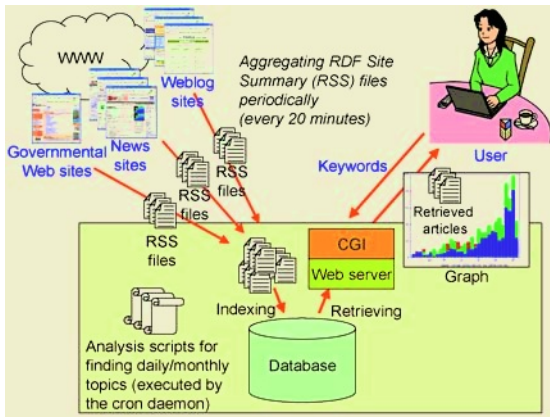 WWW
Weblog
sites
Aggregating RDF Site
Summary (RSS) files
periodically
(every 20 minutes)
Governmental
Web sites
News
sites
RSS
files
RSS
files
RSS
files
Keywords
User
Retrieved
articles
Graph
CGI
Web server
Indexing
Retrieving
Database
Analysis scripts for
finding daily/monthly
topics (executed by
the cron daemon)